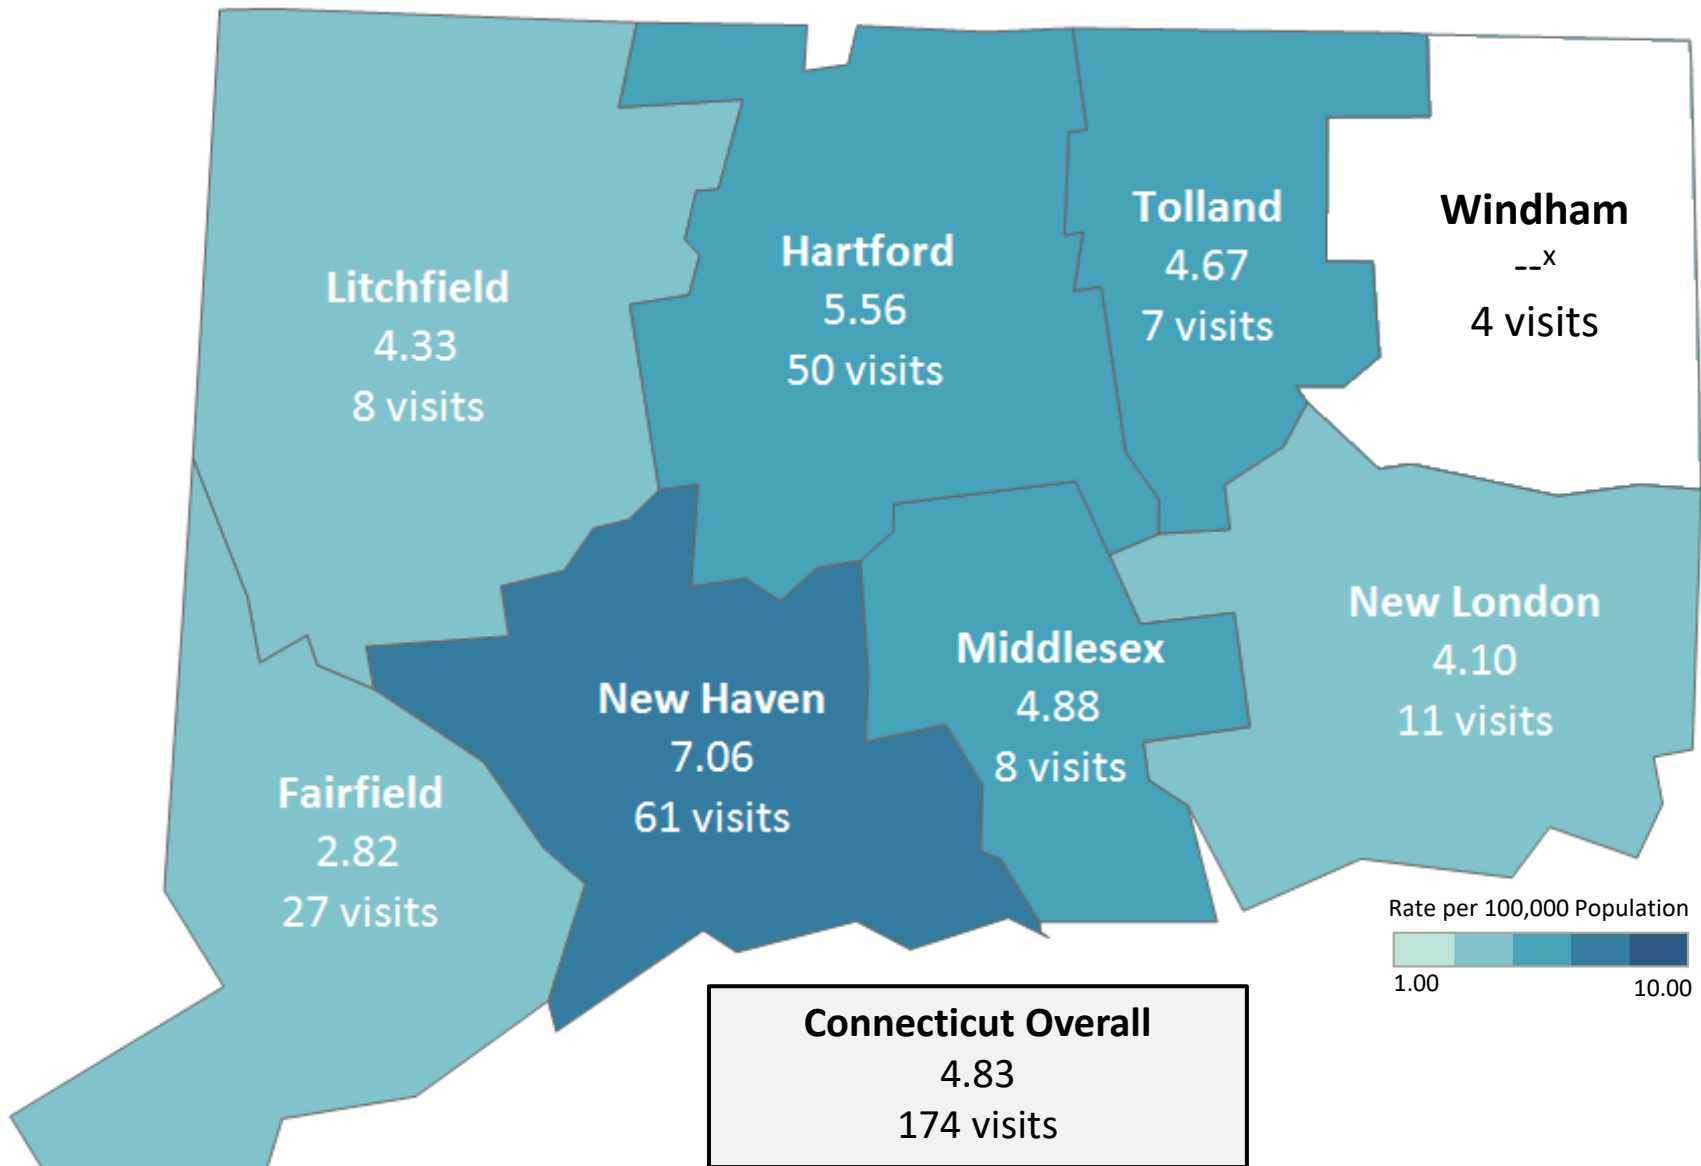 Litchfield
4.33
8 visits
Hartford
5.56
50 visits
Tolland
4.67
7 visits
Windham
--x
4 visits
Fairfield
2.82
27 visits
New Haven
7.06
61 visits
Middlesex
4.88
8 visits
New London
4.10
11 visits
Rate per 100,000 Population
1.00 10.00
Connecticut Overall
4.83
174 visits